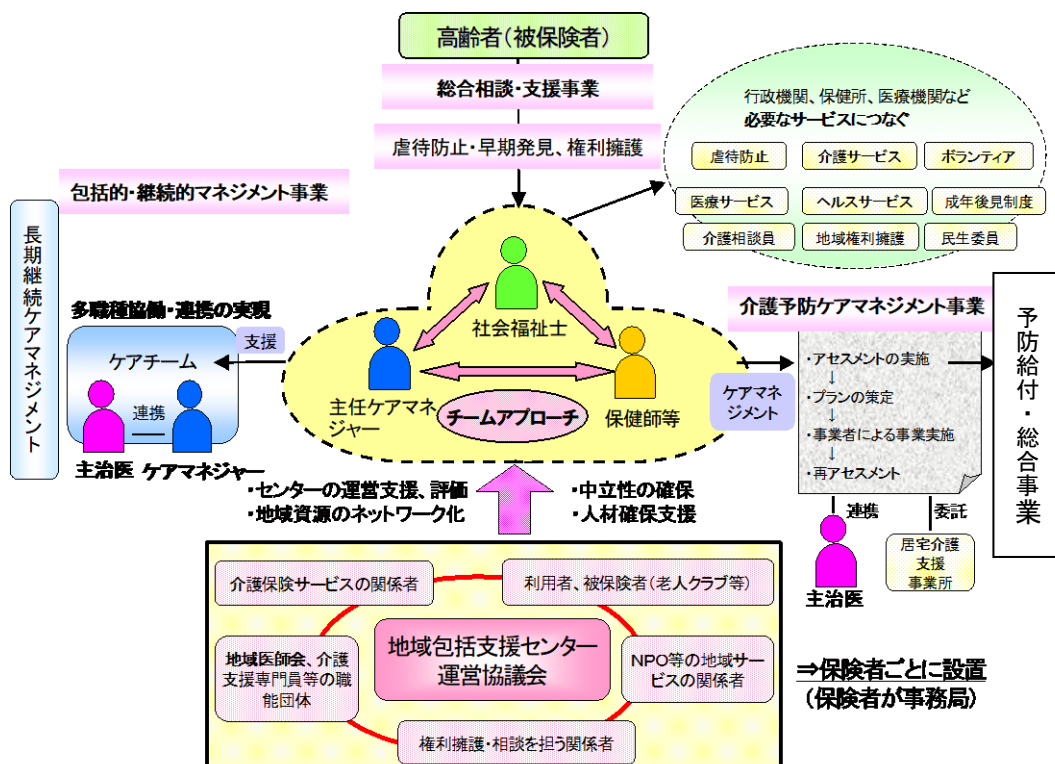 高齢者(被保険者)
総合相談・支援事業
虐待防止・早期発見、権利擁護
行政機関、保健所、医療機関など
必要なサービスにつなぐ
虐待防止
介護サービス
ボランティア
医療サービス
ヘルスサービス
成年後見制度
介護相談員
地域権利擁護
民生委員
包括的・継続的マネジメント事業
長期継続ケアマネジメント
多職種協働・連携の実現
支援
ケアチーム
連携
主治医
ケアマネジャー
社会福祉士
主任ケアマネ
ジャー
保健師等
チームアプローチ
介護予防ケアマネジメント事業
ケアマネ
ジメント
・アセスメントの実施
↓
・プランの策定
↓
・事業者による事業実施
↓
・再アセスメント
予防給付・総合事業
連携
委託
主治医
居宅介護
支援
事業所
・センターの運営支援、評価
・地域資源のネットワーク化
・中立性の確保
・人材確保支援
介護保険サービスの関係者
利用者、被保険者(老人クラブ等)
地域包括支援センター
運営協議会
地域医師会、介護
支援専門員等の職
能団体
NPO等の地域サー
ビスの関係者
権利擁護・相談を担う関係者
⇒保険者ごとに設置
(保険者が事務局)